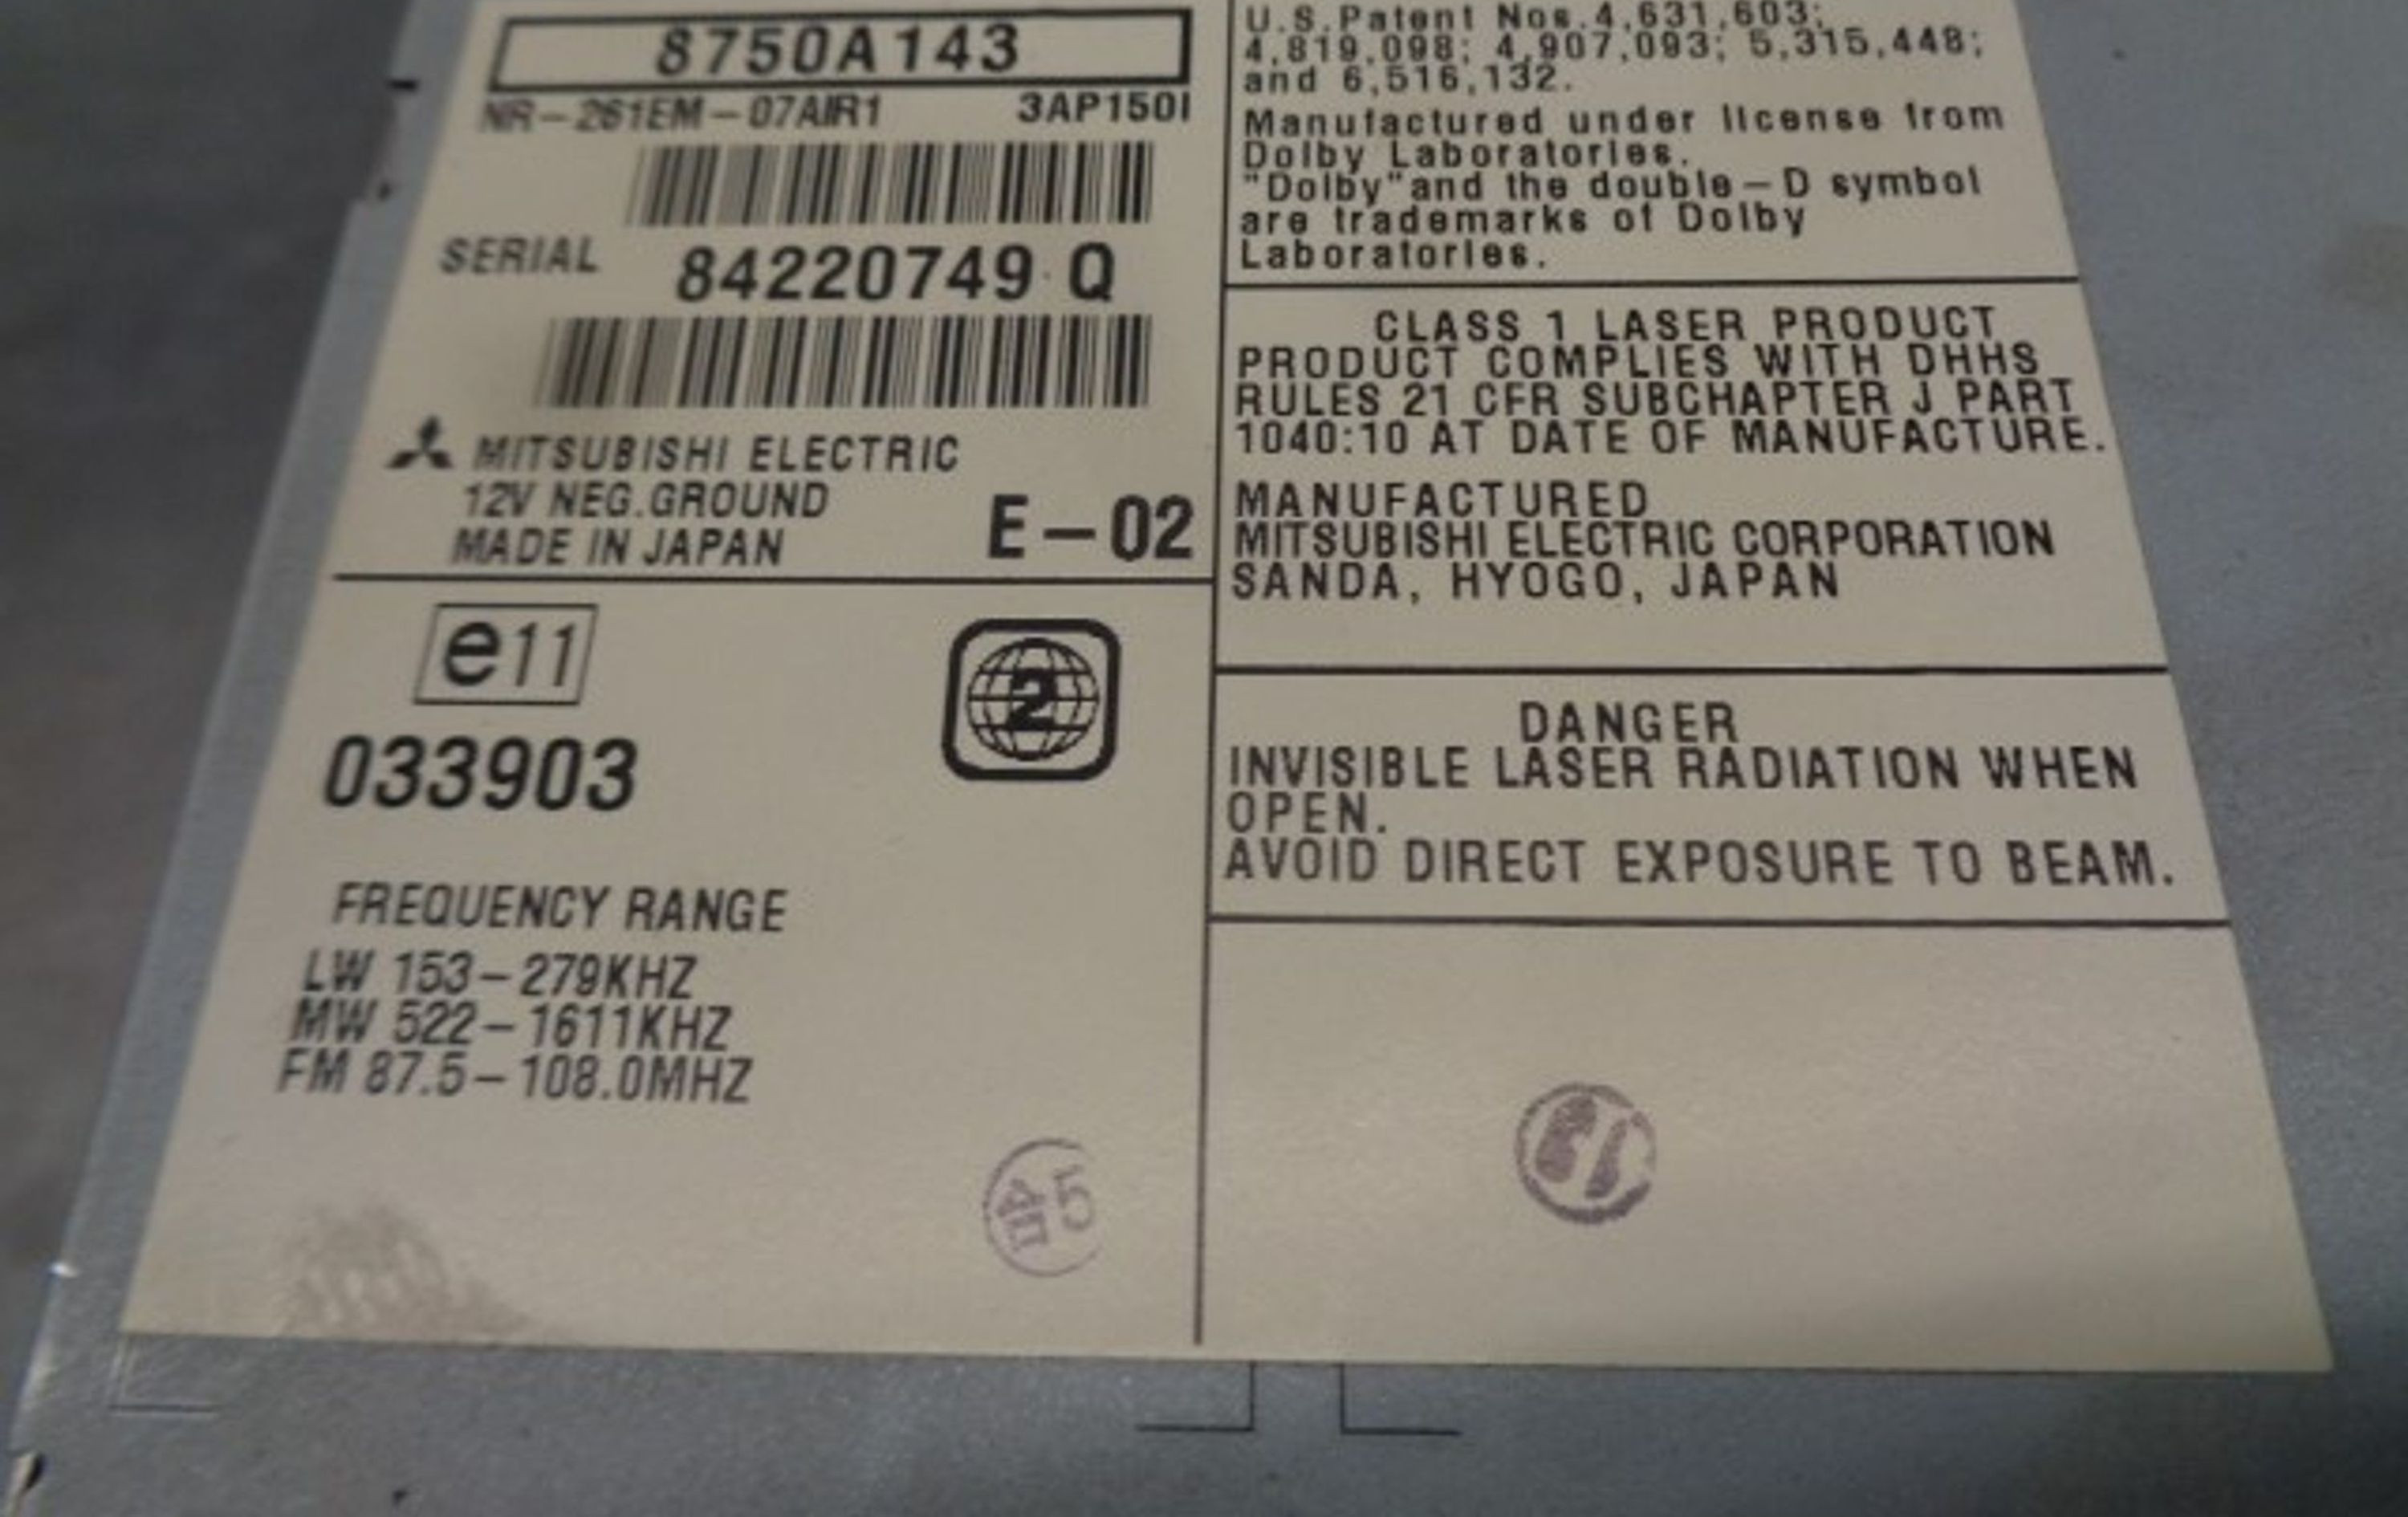 8750A143
NR-261EM-07AIR1 3AP150I
SERIAL 84220749 Q
MITSUBISHI ELECTRIC
12V NEG.GROUND
MADE IN JAPAN E-02
e11
2
033903
FREQUENCY RANGE
LW 153-279KHZ
MW 522-1611KHZ
FM 87.5-108.0MHZ
合5
U.S.Patent Nos.4,631,603;
4,819,098; 4,907,093; 5,315,448;
and 6,516,132.
Manufactured under license from
Dolby Laboratories.
"Dolby"and the double-D symbol
are trademarks of Dolby
Laboratories.
CLASS 1 LASER PRODUCT
PRODUCT COMPLIES WITH DHHS
RULES 21 CFR SUBCHAPTER J PART
1040:10 AT DATE OF MANUFACTURE.
MANUFACTURED
MITSUBISHI ELECTRIC CORPORATION
SANDA, HYOGO, JAPAN
DANGER
INVISIBLE LASER RADIATION WHEN
OPEN.
AVOID DIRECT EXPOSURE TO BEAM.